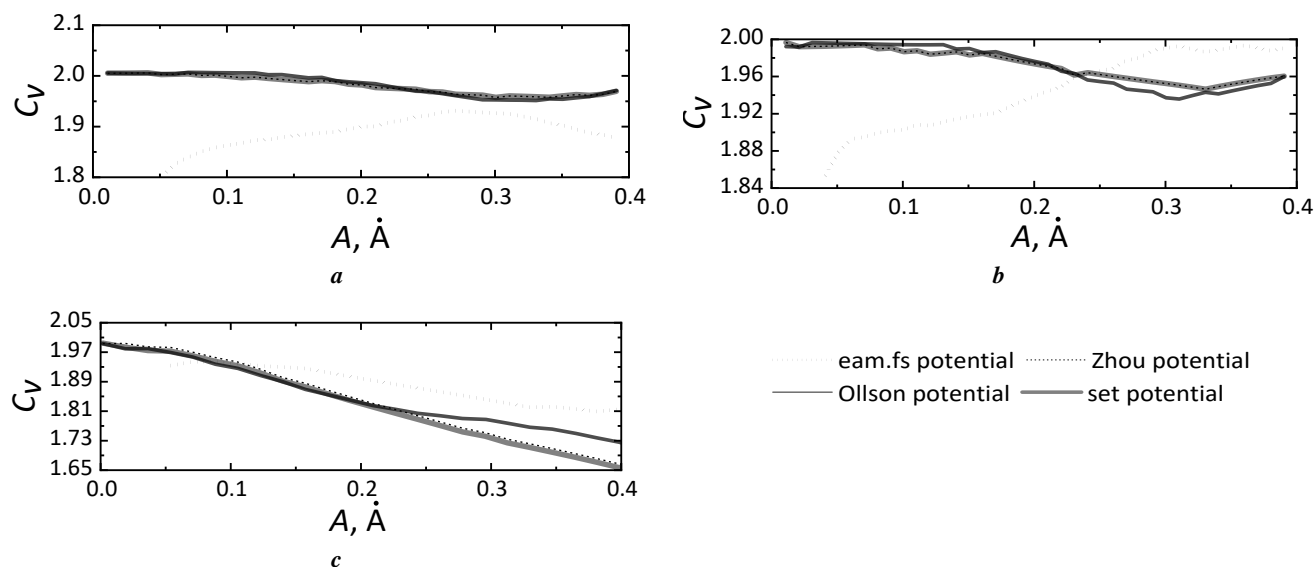 2.1
2.0
1.9
1.8
Cv
0.0 0.1 0.2 0.3 0.4
A, Å
a
2.00
1.96
1.92
1.88
1.84
Cv
0.0 0.1 0.2 0.3 0.4
A, Å
b
2.05
1.97
1.89
1.81
1.73
1.65
Cv
0.0 0.1 0.2 0.3 0.4
A, Å
c
eam.fs potential Zhou potential
Ollson potential set potential